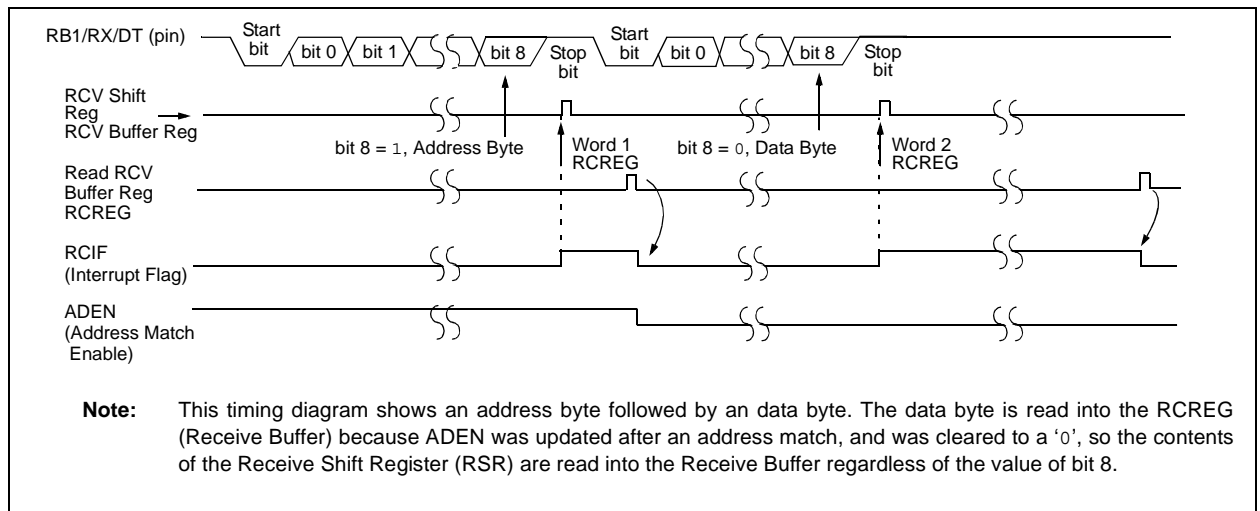 RB1/RX/DT (pin)
Start bit
bit 0
bit 1
bit 8
Stop bit
Start bit
bit 0
bit 8
Stop bit
RCV Shift
Reg
RCV Buffer Reg
bit 8 = 1, Address Byte
Word 1
RCREG
bit 8 = 0, Data Byte
Word 2
RCREG
Read RCV
Buffer Reg
RCREG
RCIF
(Interrupt Flag)
ADEN
(Address Match
Enable)
Note: This timing diagram shows an address byte followed by an data byte. The data byte is read into the RCREG
(Receive Buffer) because ADEN was updated after an address match, and was cleared to a ‘0’, so the contents
of the Receive Shift Register (RSR) are read into the Receive Buffer regardless of the value of bit 8.